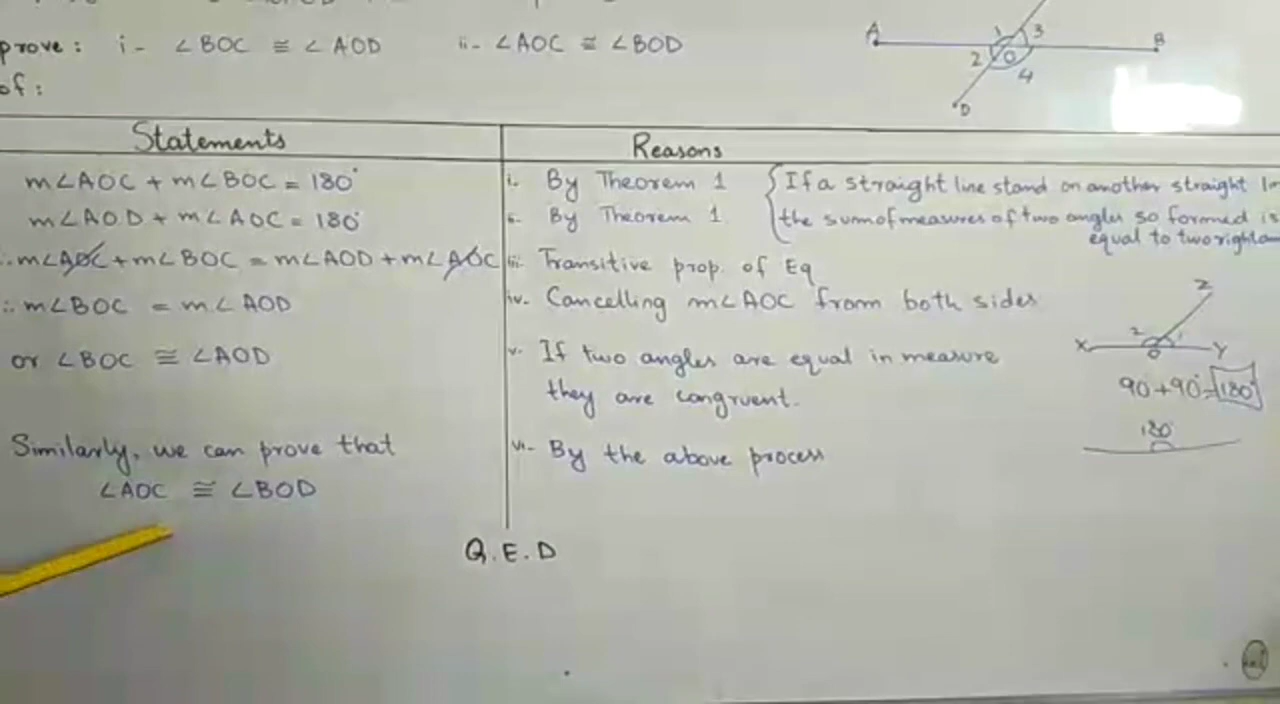 prove: i- ∠BOC ≅ ∠AOD ii- ∠AOC ≅ ∠BOD
of:
A 1 3 B
2 O 4
D
Statements
Reasons
m∠AOC + m∠BOC = 180°
i. By Theorem 1 {If a straight line stand on another straight
m∠AOD + m∠AOC = 180°
ii. By Theorem 1 the sum of measures of two angles so formed is
equal to two right
∴ m∠AOC + m∠BOC = m∠AOD + m∠AOC
iii. Transitive prop. of Eq
∴ m∠BOC = m∠AOD
iv. Cancelling m∠AOC from both sides
or ∠BOC ≅ ∠AOD
v. If two angles are equal in measure
they are congruent.
Z
X 2 1 Y
O
90°+90°=180°
180°
Similarly, we can prove that
∠AOC ≅ ∠BOD
vi- By the above process
Q.E.D